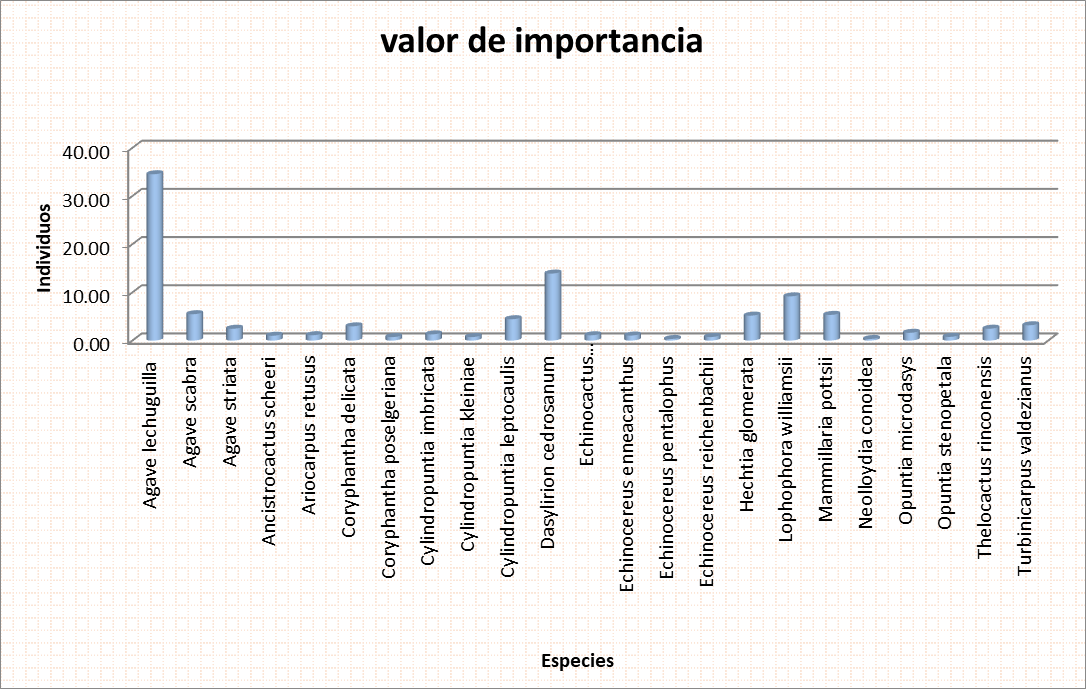 valor de importancia
40.00
30.00
20.00
10.00
0.00
Individuos
Agave lechuguilla
Agave scabra
Agave striata
Ancistrocactus scheeri
Ariocarpus retusus
Coryphantha delicata
Coryphantha poselgeriana
Cylindropuntia imbricata
Cylindropuntia kleiniae
Cylindropuntia leptocaulis
Dasylirion cedrosanum
Echinocactus...
Echinocereus enneacanthus
Echinocereus pentalophus
Echinocereus reichenbachii
Hechtia glomerata
Lophophora williamsii
Mammillaria pottsii
Neolloydia conoidea
Opuntia microdasys
Opuntia stenopetala
Thelocactus rinconensis
Turbinicarpus valdezianus
Especies